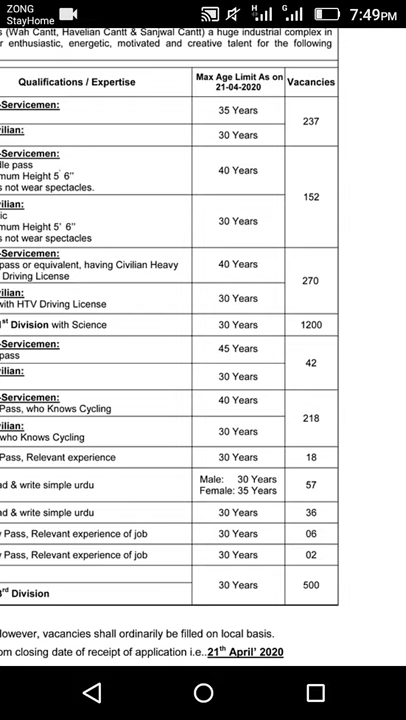 ZONG
StayHome
7:49PM
s (Wah Cantt, Havelian Cantt & Sanjwal Cantt) a huge industrial complex in
r enthusiastic, energetic, motivated and creative talent for the following
Qualifications / Expertise
Max Age Limit As on
21-04-2020
Vacancies
-Servicemen:
35 Years
237
ilian:
30 Years
-Servicemen:
dle pass
mum Height 5' 6"
s not wear spectacles.
40 Years
152
ilian:
ic
mum Height 5' 6"
s not wear spectacles
30 Years
-Servicemen:
pass or equivalent, having Civilian Heavy
Driving License
40 Years
270
ilian:
with HTV Driving License
30 Years
1st Division with Science
30 Years
1200
-Servicemen:
pass
45 Years
42
ilian:
30 Years
-Servicemen:
Pass, who Knows Cycling
40 Years
218
ilian:
who Knows Cycling
30 Years
Pass, Relevant experience
30 Years
18
ad & write simple urdu
Male: 30 Years
Female: 35 Years
57
ad & write simple urdu
30 Years
36
y Pass, Relevant experience of job
30 Years
06
y Pass, Relevant experience of job
30 Years
02
30 Years
500
3rd Division
owever, vacancies shall ordinarily be filled on local basis.
om closing date of receipt of application i.e..21th April' 2020